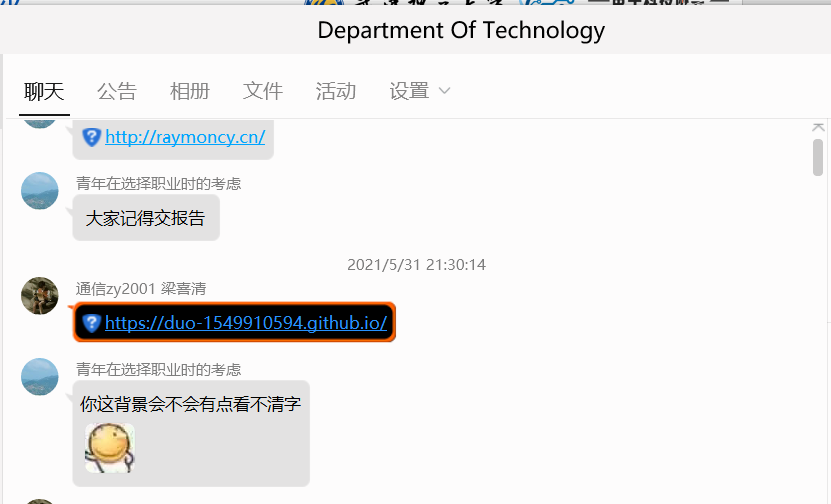 Department Of Technology
聊天 公告 相册 文件 活动 设置
http://raymoncy.cn/
青年在选择职业时的考虑
大家记得交报告
2021/5/31 21:30:14
通信zy2001 梁喜清
https://duo-1549910594.github.io/
青年在选择职业时的考虑
你这背景会不会有点看不清字